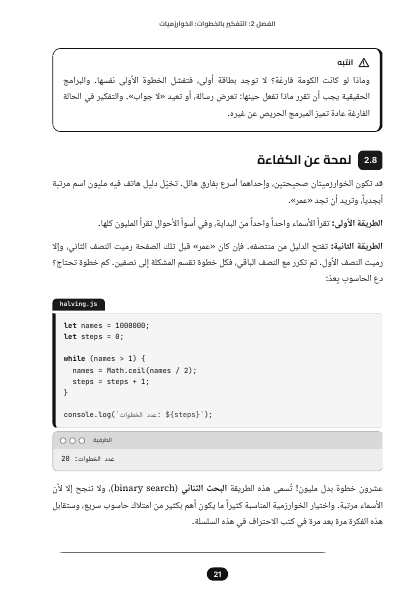 الفصل 2: التفكير بالخطوات: الخوارزميات
انتبه
وماذا لو كانت الكومة فارغة؟ لا توجد بطاقة أولى، فتفشل الخطوة الأولى نفسها. والبرامج
الحقيقية يجب أن تقرر ماذا تفعل حينها: تعرض رسالة، أو تعيد «لا جواب». والتفكير في الحالة
الفارغة عادة تميز المبرمج الحريص عن غيره.
2.8 لمحة عن الكفاءة
قد تكون الخوارزميتان صحيحتين، وإحداهما أسرع بفارق هائل. تخيّل دليل هاتف فيه مليون اسم مرتبة
أبجدياً، وتريد أن تجد «عمر».
الطريقة الأولى: تقرأ الأسماء واحداً واحداً من البداية، وفي أسوأ الأحوال تقرأ المليون كلها.
الطريقة الثانية: تفتح الدليل من منتصفه. فإن كان «عمر» قبل تلك الصفحة رميت النصف الثاني، وإلا
رميت النصف الأول. ثم تكرر مع النصف الباقي، فكل خطوة تقسم المشكلة إلى نصفين. كم خطوة تحتاج؟
دع الحاسوب يعدّ:
halving.js
let names = 1000000;
let steps = 0;
while (names > 1) {
names = Math.ceil(names / 2);
steps = steps + 1;
}
console.log(`عدد الخطوات: ${steps}`);
الطرفية
عدد الخطوات: 20
عشرون خطوة بدل مليون! تُسمى هذه الطريقة البحث الثنائي (binary search)، ولا تنجح إلا لأن
الأسماء مرتبة. واختيار الخوارزمية المناسبة كثيراً ما يكون أهم بكثير من امتلاك حاسوب سريع، وستقابل
هذه الفكرة مرة بعد مرة في كتب الاحتراف في هذه السلسلة.
21